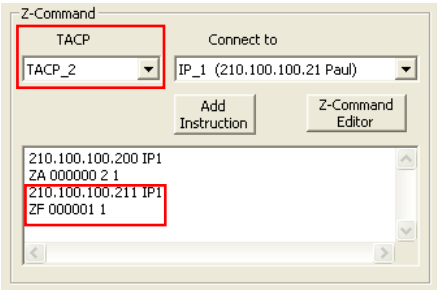 Z-Command
TACP Connect to
TACP_2 IP_1 (210.100.100.21 Paul)
Add Instruction Z-Command Editor
210.100.100.200 IP1
ZA 000000 2 1
210.100.100.211 IP1
ZF 000001 1